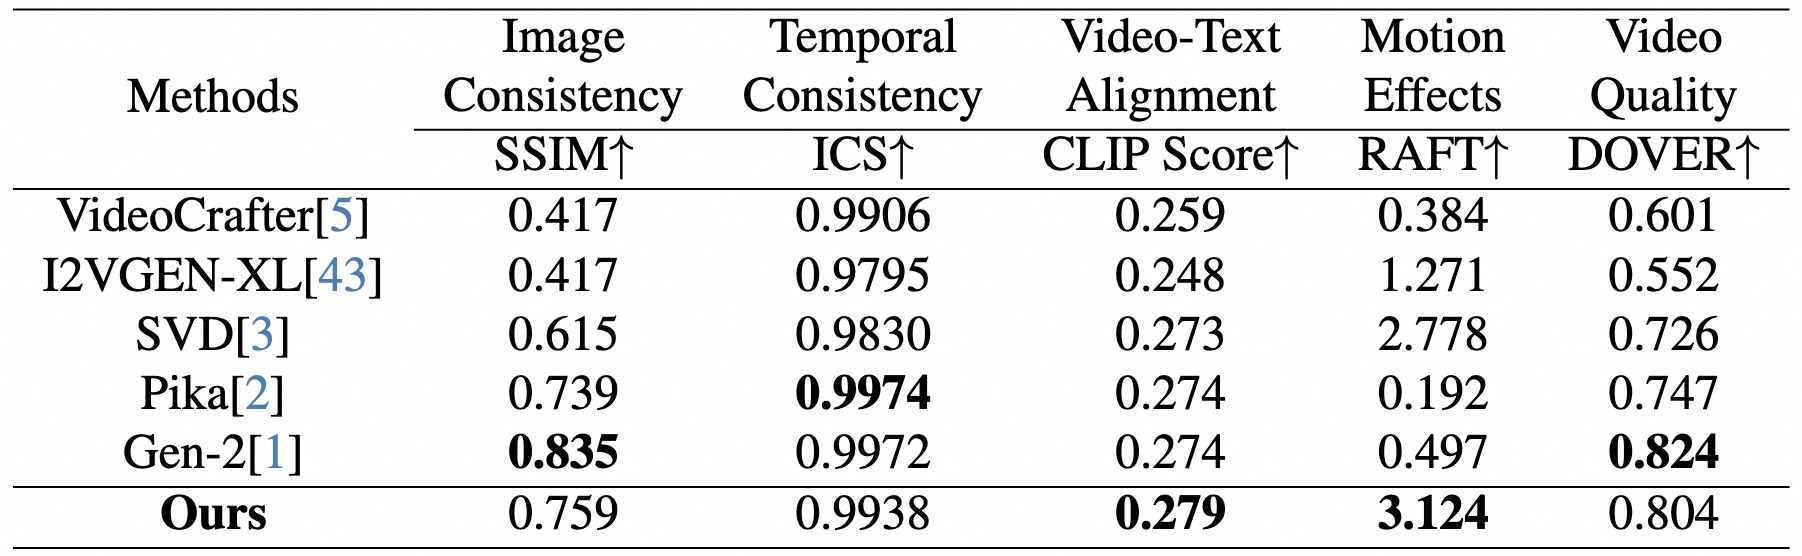 Methods Image Consistency Temporal Consistency Video-Text Alignment Motion Effects Video Quality
SSIM↑ ICS↑ CLIP Score↑ RAFT↑ DOVER↑
VideoCrafter[5] 0.417 0.9906 0.259 0.384 0.601
I2VGEN-XL[43] 0.417 0.9795 0.248 1.271 0.552
SVD[3] 0.615 0.9830 0.273 2.778 0.726
Pika[2] 0.739 0.9974 0.274 0.192 0.747
Gen-2[1] 0.835 0.9972 0.274 0.497 0.824
Ours 0.759 0.9938 0.279 3.124 0.804